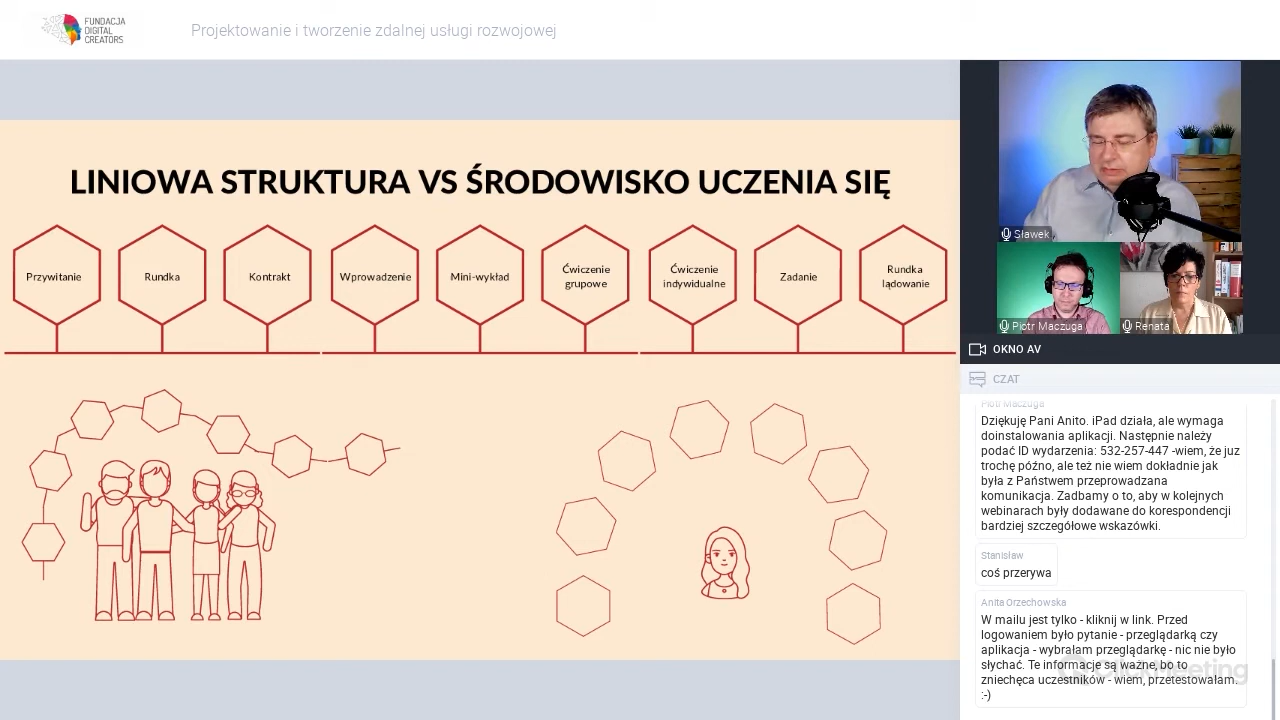 FUNDACJA
DIGITAL
CREATORS
Projektowanie i tworzenie zdalnej usługi rozwojowej
LINIOWA STRUKTURA VS ŚRODOWISKO UCZENIA SIĘ
Przywitanie
Rundka
Kontrakt
Wprowadzenie
Mini-wykład
Ćwiczenie
grupowe
Ćwiczenie
indywidualne
Zadanie
Rundka
lądowanie
Sławek
Piotr Maczuga
Renata
OKNO AV
CZAT
Piotr Maczuga
Dziękuję Pani Anito. iPad działa, ale wymaga
doinstalowania aplikacji. Następnie należy
podać ID wydarzenia: 532-257-447 -wiem, że juz
trochę późno, ale też nie wiem dokładnie jak
była z Państwem przeprowadzana
komunikacja. Zadbamy o to, aby w kolejnych
webinarach były dodawane do korespondencji
bardziej szczegółowe wskazówki.
Stanisław
coś przerywa
Anita Orzechowska
W mailu jest tylko - kliknij w link. Przed
logowaniem było pytanie - przeglądarką czy
aplikacja - wybrałam przeglądarkę - nic nie było
słychać. Te informacje są ważne, bo to
zniechęca uczestników - wiem, przetestowałam.
:-)
ClickMeeting